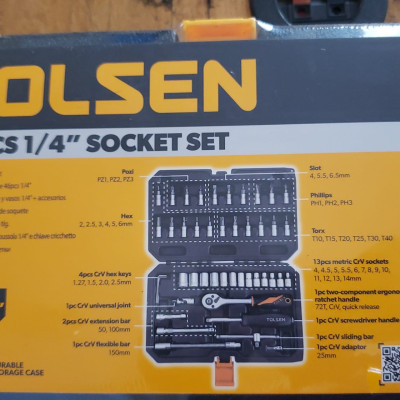 OLSEN
CS 1/4" SOCKET SET
Posi
PZ1, PZ2, PZ3
Hex
2, 2.5, 3, 4, 5, 6mm
4pcs CrV hex keys
1.27, 1.5, 2.0, 2.5mm
1pc CrV universal joint
2pcs CrV extension bar
50, 100mm
1pc CrV flexible bar
150mm
Slot
4, 5.5, 6.5mm
Phillips
PH1, PH2, PH3
Torx
T10, T15, T20, T25, T30, T40
13pcs metric CrV sockets
4, 4.5, 5, 5.5, 6, 7, 8, 9, 10,
11, 12, 13, 14mm
1pc two-component ergono
ratchet handle
72T, CrV, quick release
1pc CrV screwdriver handle
1pc CrV sliding bar
1pc CrV adaptor
25mm
TOLSEN
URABLE
ORAGE CASE